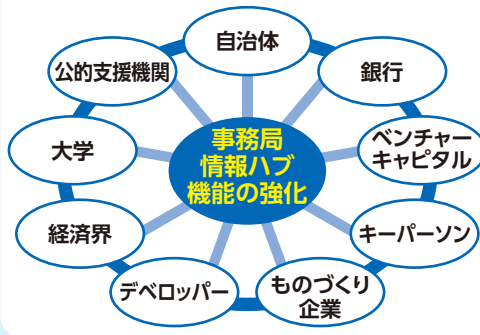 自治体
公的支援機関
銀行
大学
事務局
情報ハブ
機能の強化
ベンチャー
キャピタル
経済界
キーパーソン
デベロッパー
ものづくり
企業